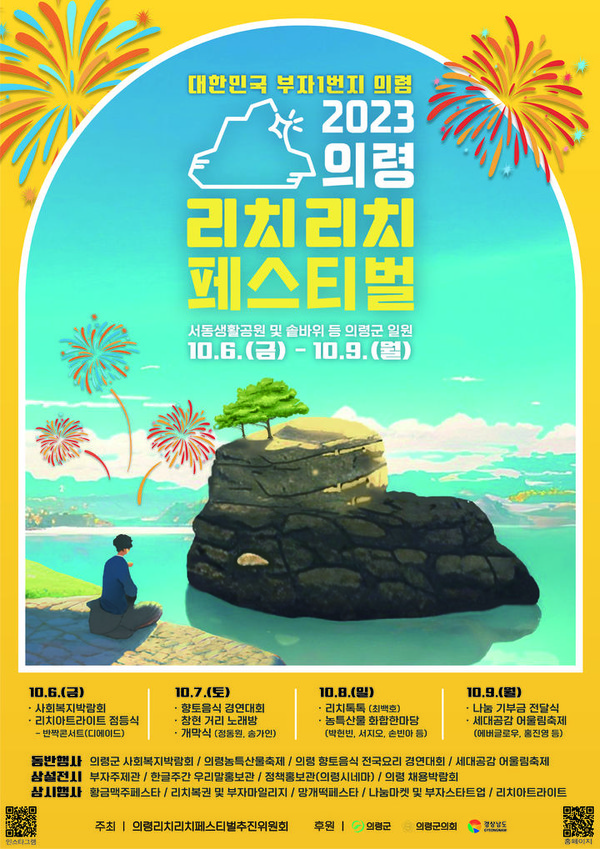 대한민국 부자1번지 의령
2023
의령
리치리치
페스티벌
서동생활공원 및 솥바위 등 의령군 일원
10.6.(금) - 10.9.(월)
10.6.(금)
· 사회복지박람회
· 리치아트라이트 점등식
- 반짝콘서트(디에이드)
10.7.(토)
· 향토음식 경연대회
· 창현 거리 노래방
· 개막식 (정동원, 송가인)
10.8.(일)
· 리치톡톡 (최백호)
· 농특산물 화합한마당
(박현빈, 서지오, 손빈아 등)
10.9.(월)
· 나눔 기부금 전달식
· 세대공감 어울림축제
(에버글로우, 홍진영 등)
동반행사 의령군 사회복지박람회 / 의령농특산물축제 / 의령 향토음식 전국요리 경연대회 / 세대공감 어울림축제
상설전시 부자주제관 / 한글주간 우리말홍보관 / 정책홍보관(의령시네마) / 의령 채용박람회
상시행사 황금맥주페스타 / 리치복권 및 부자마일리지 / 망개떡페스타 / 나눔마켓 및 부자스타트업 / 리치아트라이트
주최 | 의령리치리치페스티벌추진위원회 후원 | 의령군 의령군의회 경상남도
GYEONGNAM
인스타그램
홈페이지